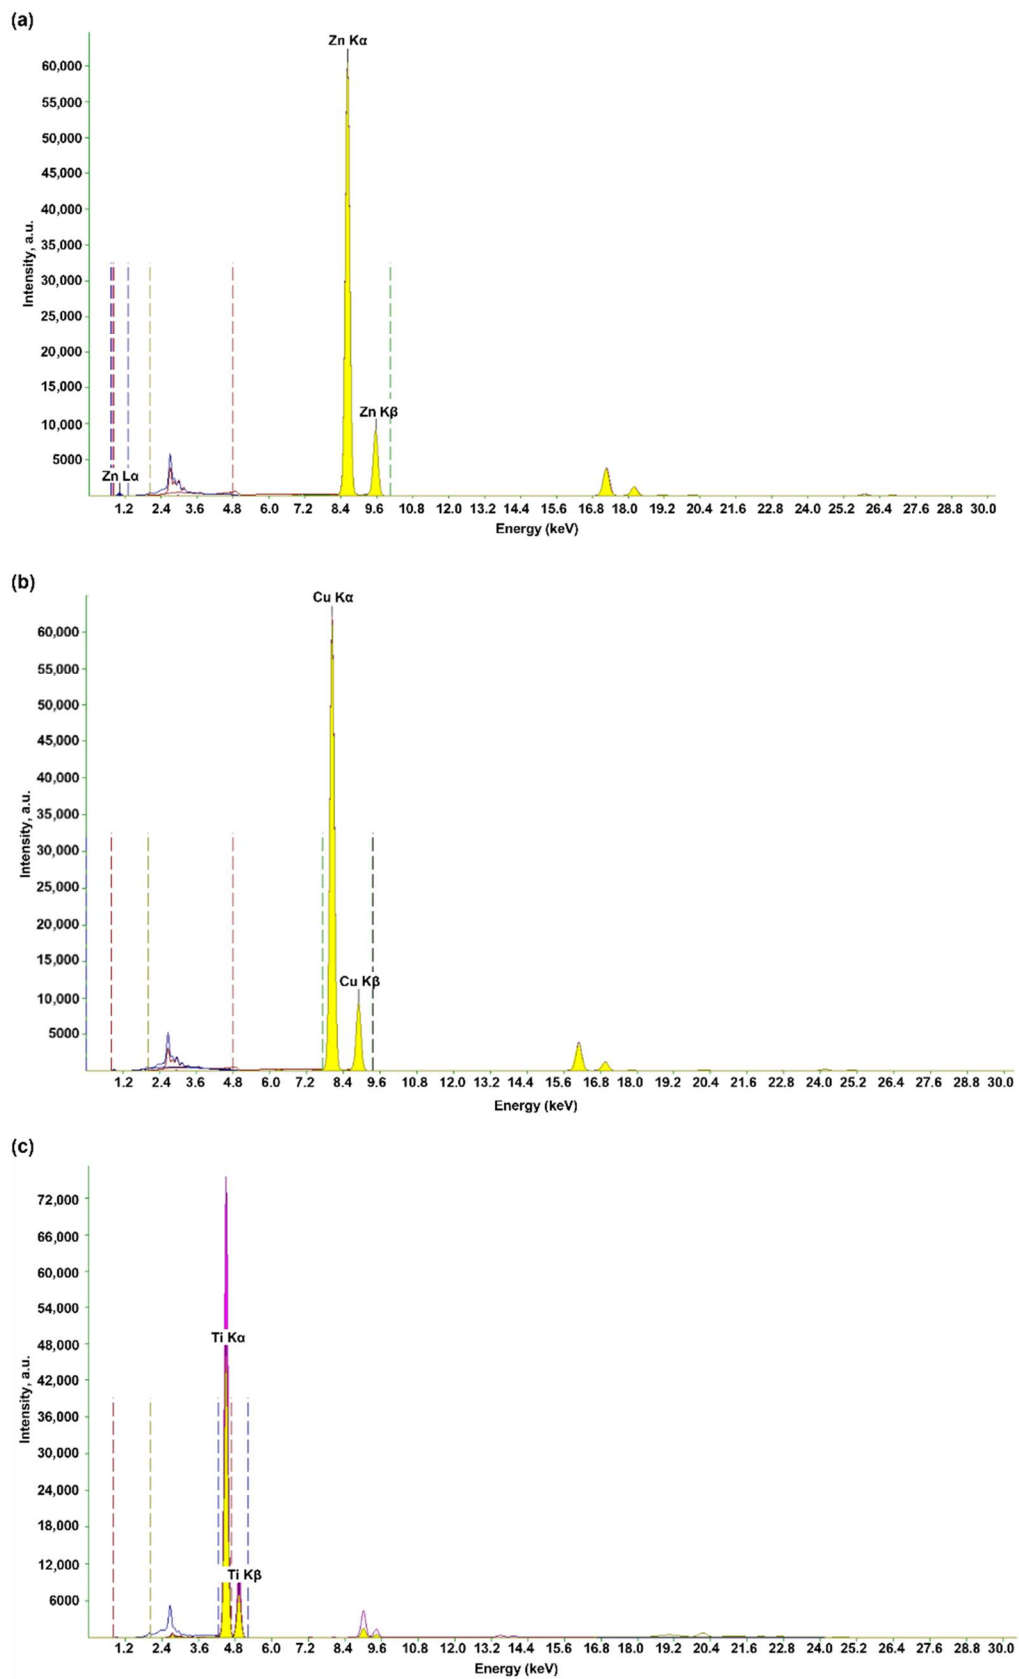 (a)
Zn Kα
60,000
55,000
50,000
45,000
40,000
35,000
30,000
25,000
20,000
15,000
10,000
5000
Intensity, a.u.
Zn Kβ
Zn Lα
1.2 2.4 3.6 4.8 6.0 7.2 8.4 9.6 10.8 12.0 13.2 14.4 15.6 16.8 18.0 19.2 20.4 21.6 22.8 24.0 25.2 26.4 27.6 28.8 30.0
Energy (keV)
(b)
Cu Kα
60,000
55,000
50,000
45,000
40,000
35,000
30,000
25,000
20,000
15,000
10,000
5000
Intensity, a.u.
Cu Kβ
1.2 2.4 3.6 4.8 6.0 7.2 8.4 9.6 10.8 12.0 13.2 14.4 15.6 16.8 18.0 19.2 20.4 21.6 22.8 24.0 25.2 26.4 27.6 28.8 30.0
Energy (keV)
(c)
72,000
66,000
60,000
54,000
48,000
42,000
36,000
30,000
24,000
18,000
12,000
6000
Intensity, a.u.
Ti Kα
Ti Kβ
1.2 2.4 3.6 4.8 6.0 7.2 8.4 9.6 10.8 12.0 13.2 14.4 15.6 16.8 18.0 19.2 20.4 21.6 22.8 24.0 25.2 26.4 27.6 28.8 30.0
Energy (keV)